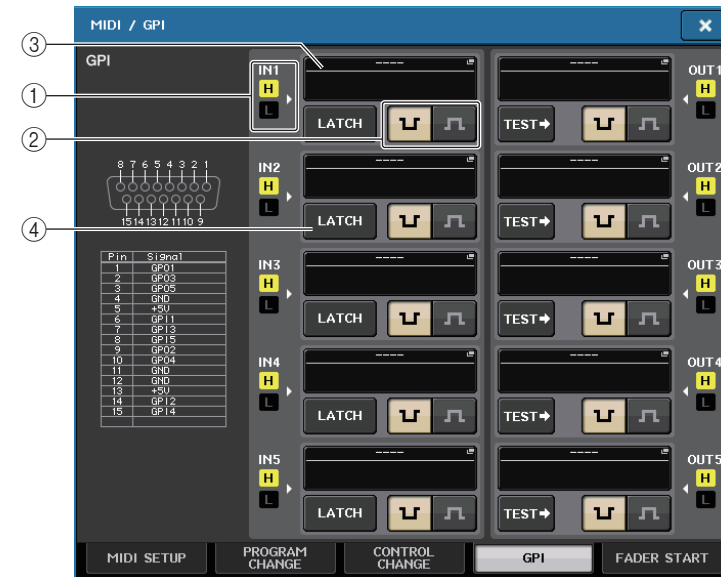 MIDI / GPI
×
GPI
③
①
②
④
IN1
H
L
----
LATCH
----
TEST
OUT1
H
L
8 7 6 5 4 3 2 1
15 14 13 12 11 10 9
IN2
H
L
----
LATCH
----
TEST
OUT2
H
L
Pin Signal
1 GPO1
2 GPO3
3 GPO5
4 GND
5 +5V
6 GPI1
7 GPI3
8 GPI5
9 GPO2
10 GPO4
11 GND
12 GND
13 +5V
14 GPI2
15 GPI4
IN3
H
L
----
LATCH
----
TEST
OUT3
H
L
IN4
H
L
----
LATCH
----
TEST
OUT4
H
L
IN5
H
L
----
LATCH
----
TEST
OUT5
H
L
MIDI SETUP
PROGRAM
CHANGE
CONTROL
CHANGE
GPI
FADER START